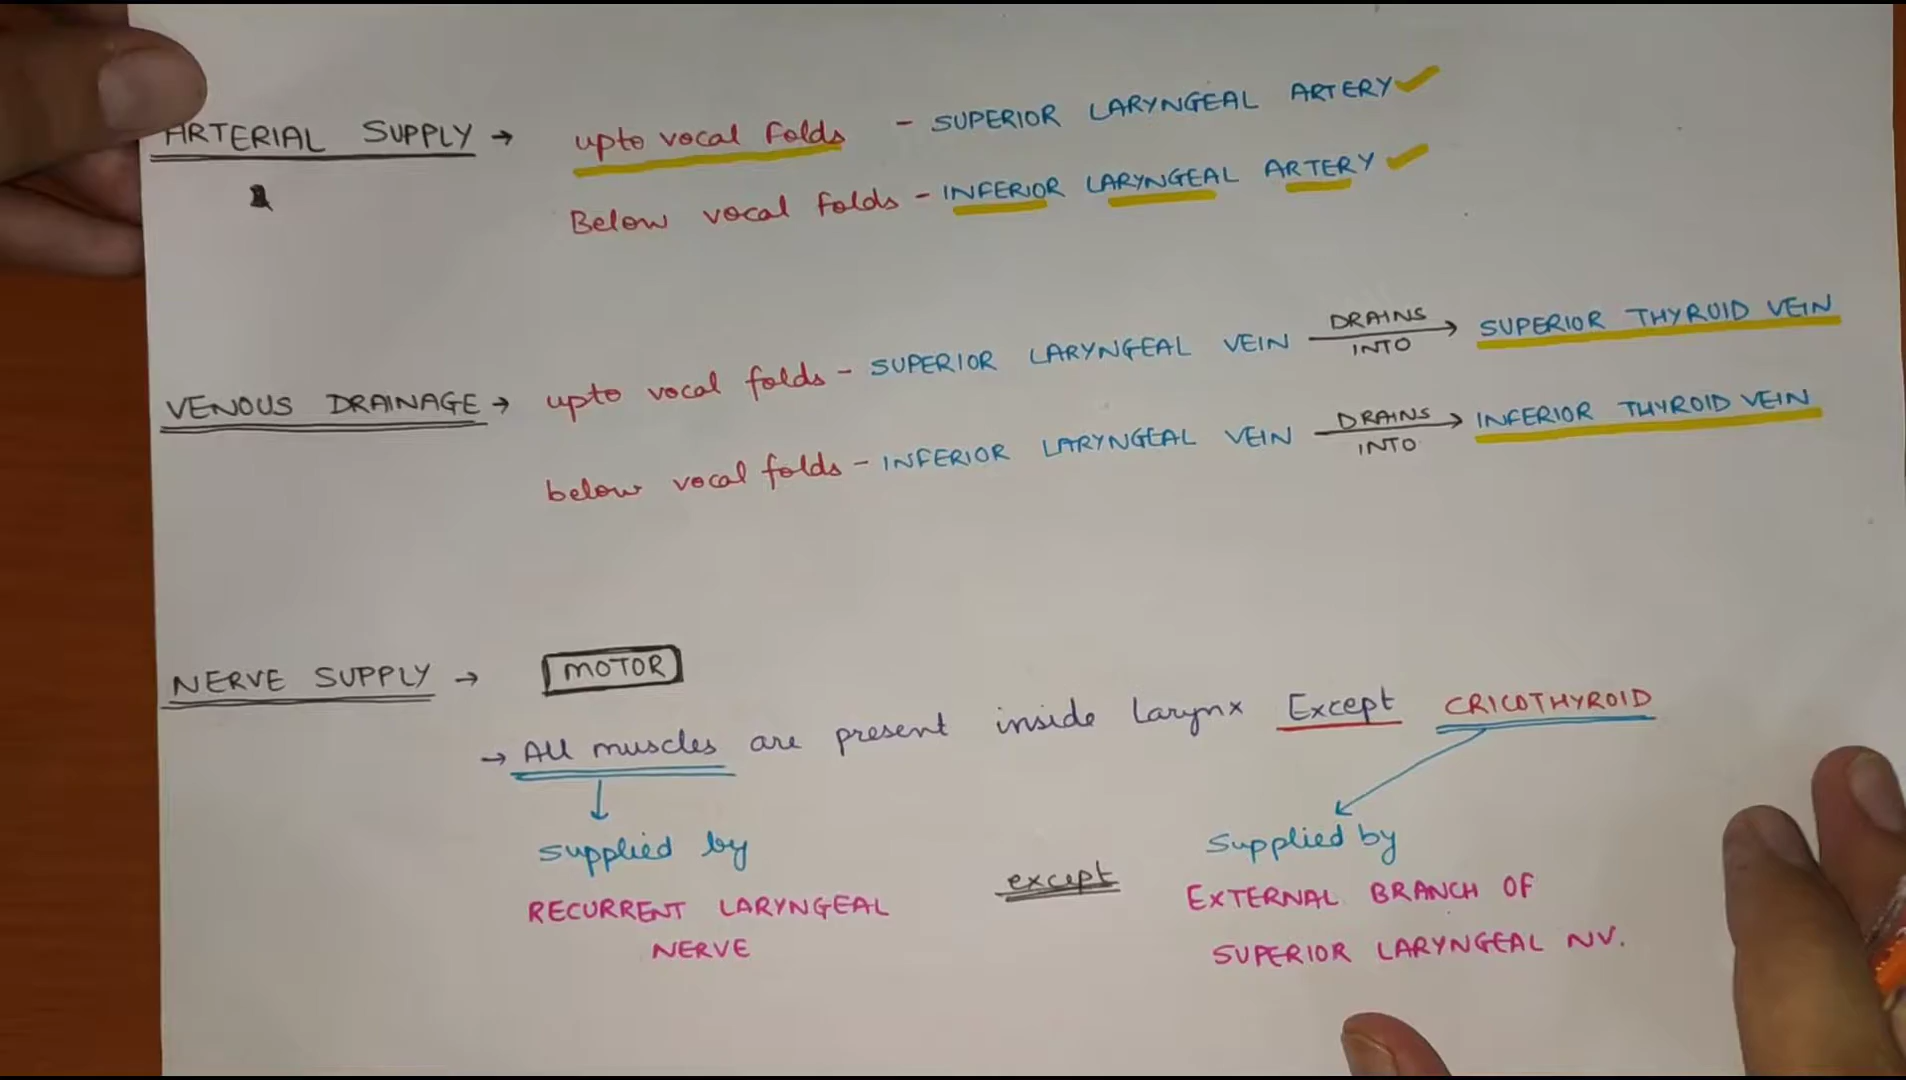 ARTERIAL SUPPLY → upto vocal folds - SUPERIOR LARYNGEAL ARTERY
Below vocal folds - INFERIOR LARYNGEAL ARTERY
VENOUS DRAINAGE → upto vocal folds - SUPERIOR LARYNGEAL VEIN DRAINS INTO → SUPERIOR THYROID VEIN
below vocal folds - INFERIOR LARYNGEAL VEIN DRAINS INTO → INFERIOR THYROID VEIN
NERVE SUPPLY → MOTOR
→ All muscles are present inside Larynx Except CRICOTHYROID
Supplied by
RECURRENT LARYNGEAL
NERVE
except
Supplied by
EXTERNAL BRANCH OF
SUPERIOR LARYNGEAL NV.